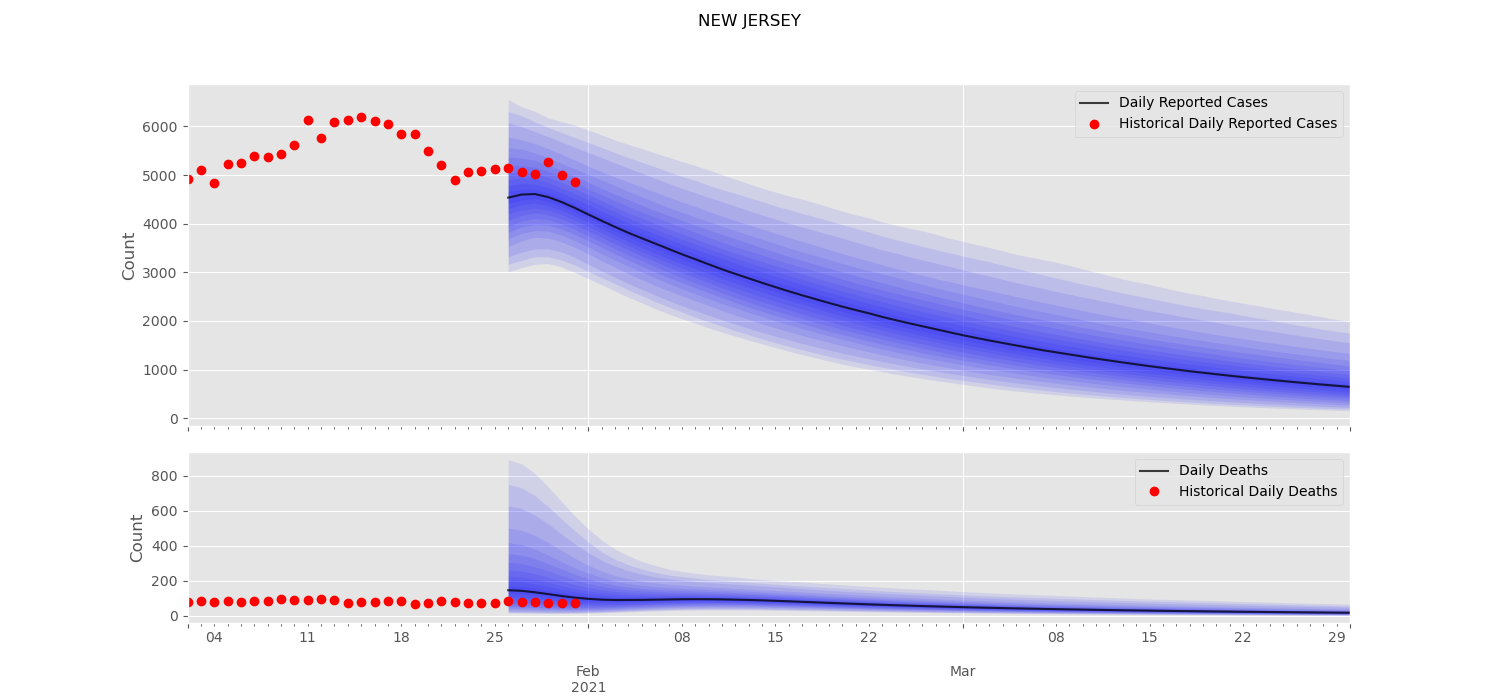 NEW JERSEY
Daily Reported Cases
Historical Daily Reported Cases
6000
5000
4000
3000
2000
1000
0
Count
Daily Deaths
Historical Daily Deaths
800
600
400
200
0
Count
04 11 18 25 08 15 22 08 15 22 29
Feb Mar
2021